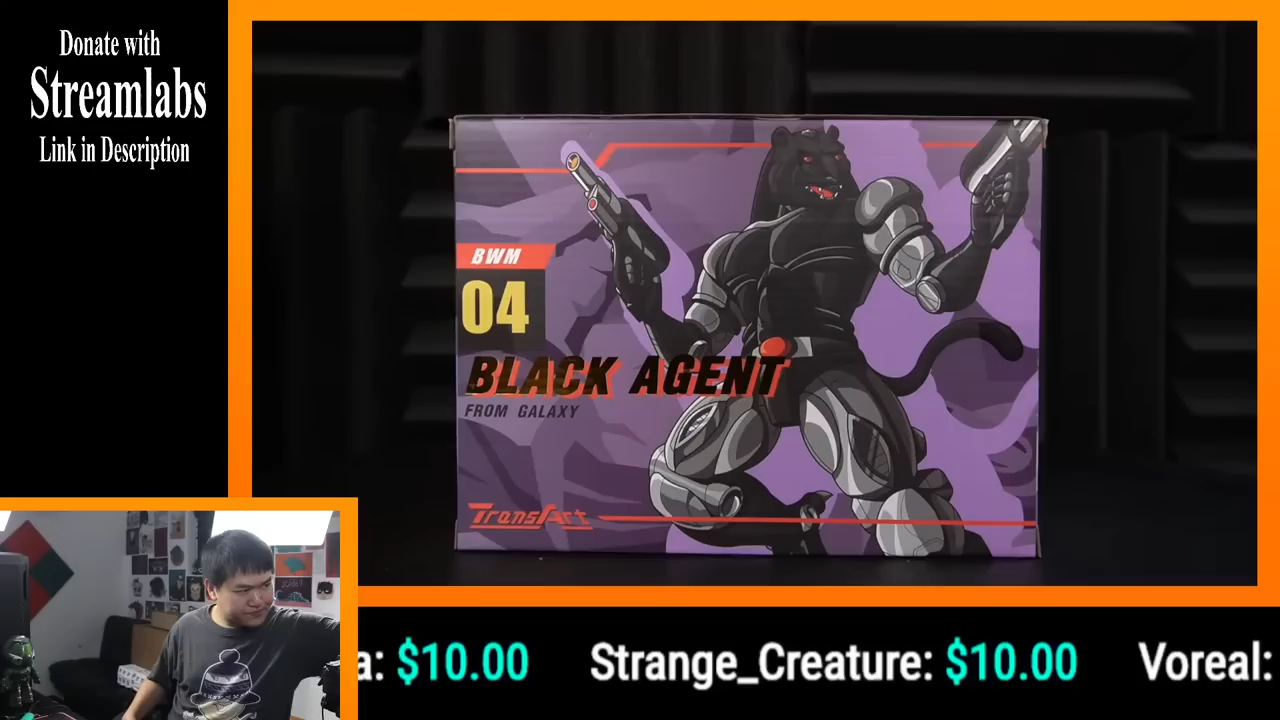 Donate with
Streamlabs
Link in Description
BWM
04
BLACK AGENT
FROM GALAXY
TransArt
a: $10.00 Strange_Creature: $10.00 Voreal: